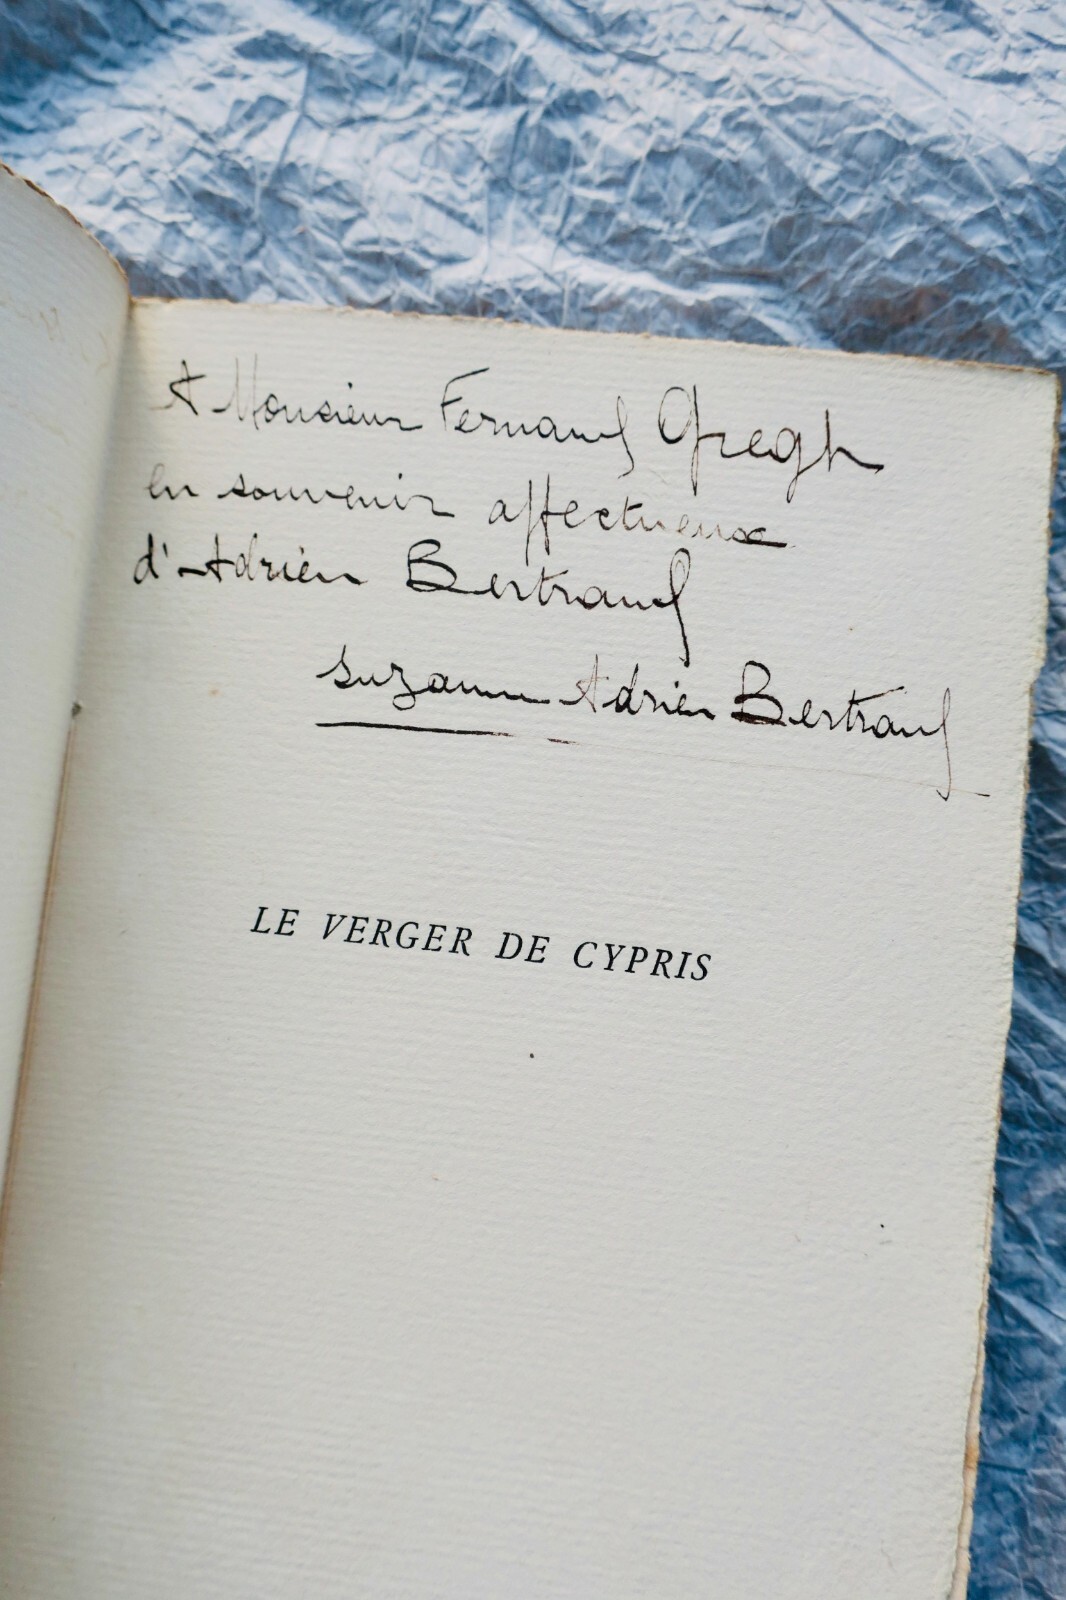 A Monsieur Fernand Gregh
en souvenir affectueux
d'Adrien Bertrand
Suzanne Adrien Bertrand
LE VERGER DE CYPRIS